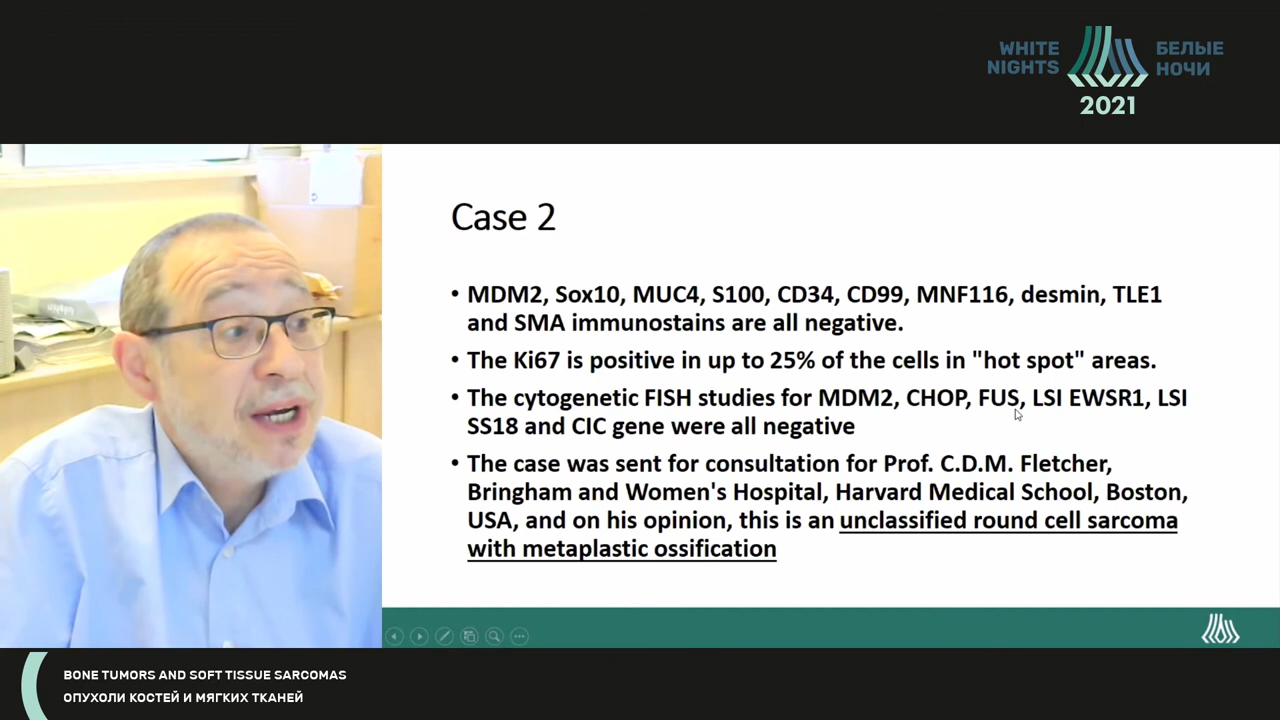 WHITE NIGHTS
БЕЛЫЕ НОЧИ
2021
Case 2
• MDM2, Sox10, MUC4, S100, CD34, CD99, MNF116, desmin, TLE1
and SMA immunostains are all negative.
• The Ki67 is positive in up to 25% of the cells in "hot spot" areas.
• The cytogenetic FISH studies for MDM2, CHOP, FUS, LSI EWSR1, LSI
SS18 and CIC gene were all negative
• The case was sent for consultation for Prof. C.D.M. Fletcher,
Bringham and Women's Hospital, Harvard Medical School, Boston,
USA, and on his opinion, this is an unclassified round cell sarcoma
with metaplastic ossification
BONE TUMORS AND SOFT TISSUE SARCOMAS
ОПУХОЛИ КОСТЕЙ И МЯГКИХ ТКАНЕЙ